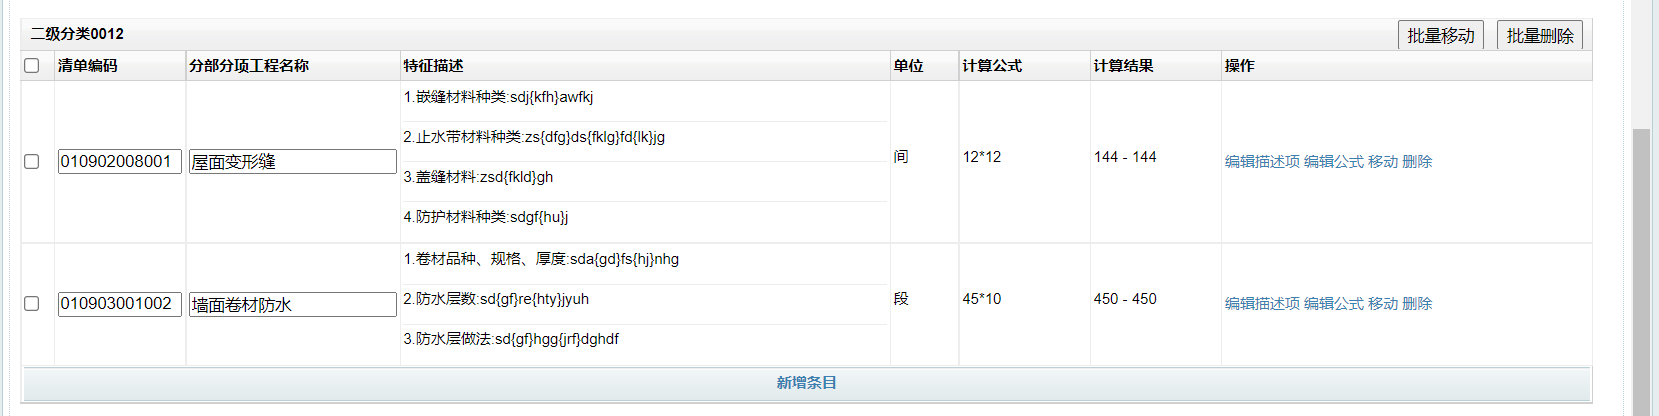 二级分类0012 批量移动 批量删除
清单编码 分部分项工程名称 特征描述 单位 计算公式 计算结果 操作
010902008001 屋面变形缝 1.嵌缝材料种类:sdj{kfh}awfkj
2.止水带材料种类:zs{dfg}ds{fklg}fd{lk}jg
3.盖缝材料:zsd{fkld}gh
4.防护材料种类:sdgf{hu}j
间 12*12 144 - 144 编辑描述项 编辑公式 移动 删除
010903001002 墙面卷材防水 1.卷材品种、规格、厚度:sda{gd}fs{hj}nhg
2.防水层数:sd{gf}re{hty}jyuh
3.防水层做法:sd{gf}hgg{jrf}dghdf
段 45*10 450 - 450 编辑描述项 编辑公式 移动 删除
新增条目